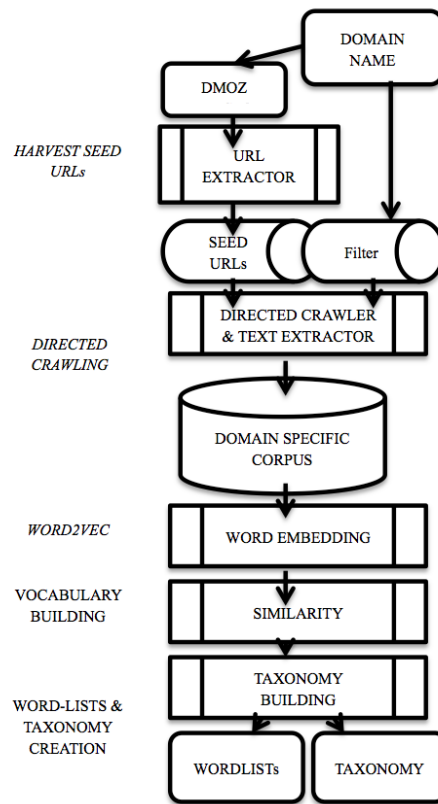 DOMAIN
NAME
DMOZ
HARVEST SEED
URLs
URL
EXTRACTOR
SEED
URLs
Filter
DIRECTED
CRAWLING
DIRECTED CRAWLER
& TEXT EXTRACTOR
DOMAIN SPECIFIC
CORPUS
WORD2VEC
WORD EMBEDDING
VOCABULARY
BUILDING
SIMILARITY
WORD-LISTS &
TAXONOMY
CREATION
TAXONOMY
BUILDING
WORDLISTs
TAXONOMY